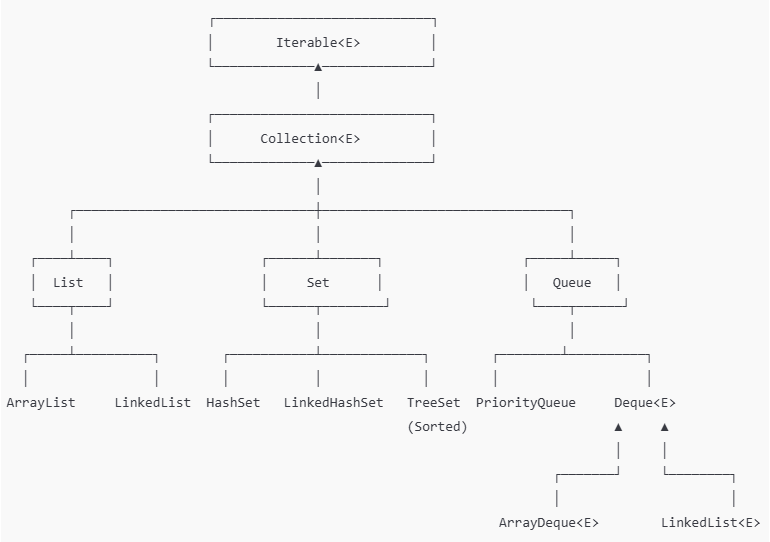 Iterable<E>
Collection<E>
List Set Queue
ArrayList LinkedList HashSet LinkedHashSet TreeSet PriorityQueue Deque<E>
(Sorted)
ArrayDeque<E> LinkedList<E>